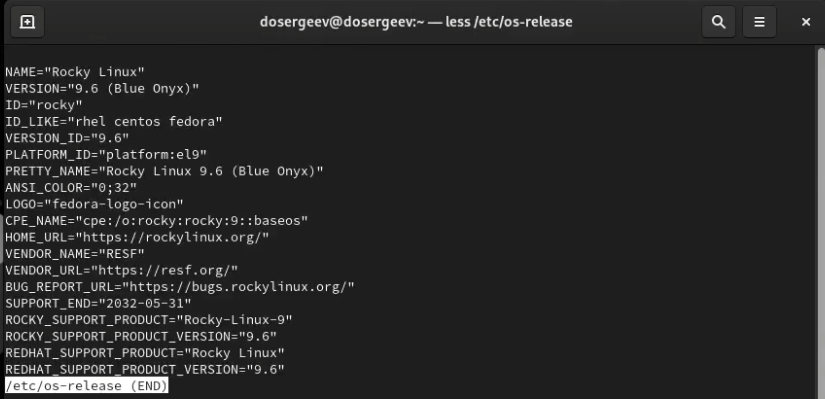 dosergeev@dosergeev:~ — less /etc/os-release
NAME="Rocky Linux"
VERSION="9.6 (Blue Onyx)"
ID="rocky"
ID_LIKE="rhel centos fedora"
VERSION_ID="9.6"
PLATFORM_ID="platform:el9"
PRETTY_NAME="Rocky Linux 9.6 (Blue Onyx)"
ANSI_COLOR="0;32"
LOGO="fedora-logo-icon"
CPE_NAME="cpe:/o:rocky:rocky:9::baseos"
HOME_URL="https://rockylinux.org/"
VENDOR_NAME="RESF"
VENDOR_URL="https://resf.org/"
BUG_REPORT_URL="https://bugs.rockylinux.org/"
SUPPORT_END="2032-05-31"
ROCKY_SUPPORT_PRODUCT="Rocky-Linux-9"
ROCKY_SUPPORT_PRODUCT_VERSION="9.6"
REDHAT_SUPPORT_PRODUCT="Rocky Linux"
REDHAT_SUPPORT_PRODUCT_VERSION="9.6"
/etc/os-release (END)